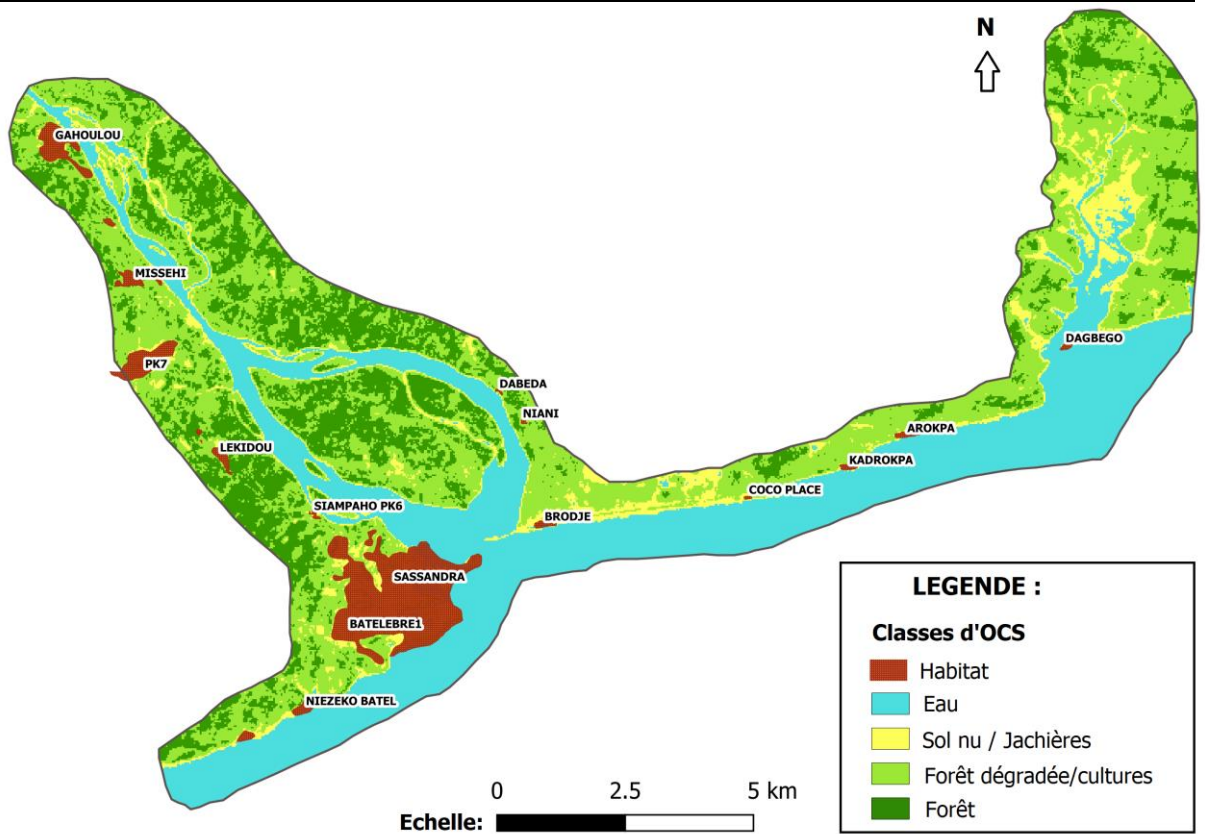 N
GAHOULOU
MISSEHI
PK7
DAGBEGO
DABEDA
NIANI
AROKPA
LEKIDOU
KADROKPA
COCO PLACE
SIAMPAHO PK6
BRODJE
SASSANDRA
BATELEBRE1
NIEZEKO BATEL
LEGENDE :
Classes d'OCS
Habitat
Eau
Sol nu / Jachères
Forêt dégradée/cultures
Forêt
0 2.5 5 km
Echelle: